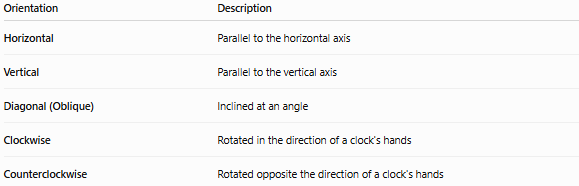 Orientation Description
Horizontal Parallel to the horizontal axis
Vertical Parallel to the vertical axis
Diagonal (Oblique) Inclined at an angle
Clockwise Rotated in the direction of a clock's hands
Counterclockwise Rotated opposite the direction of a clock's hands